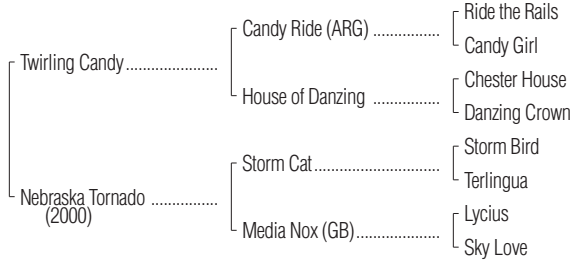 Ride the Rails
Candy Ride (ARG) ................
Candy Girl
Twirling Candy ......................
Chester House
House of Danzing ................
Danzing Crown
Storm Bird
Storm Cat..............................
Terlingua
Nebraska Tornado ................
(2000)
Lycius
Media Nox (GB)....................
Sky Love